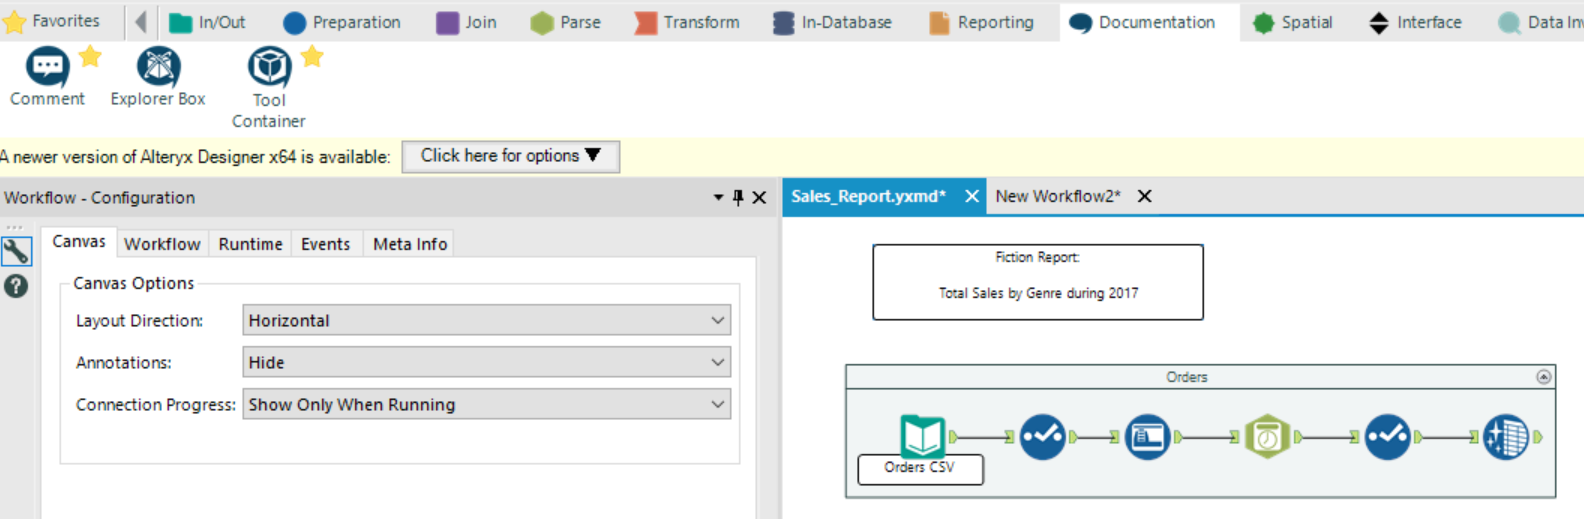 Favorites
In/Out
Preparation
Join
Parse
Transform
In-Database
Reporting
Documentation
Spatial
Interface
Data Inv
Comment
Explorer Box
Tool
Container
A newer version of Alteryx Designer x64 is available:
Click here for options
Workflow - Configuration
Sales_Report.yxmd*
New Workflow2*
Canvas
Workflow
Runtime
Events
Meta Info
Canvas Options
Layout Direction:
Horizontal
Annotations:
Hide
Connection Progress:
Show Only When Running
Fiction Report:
Total Sales by Genre during 2017
Orders
Orders CSV